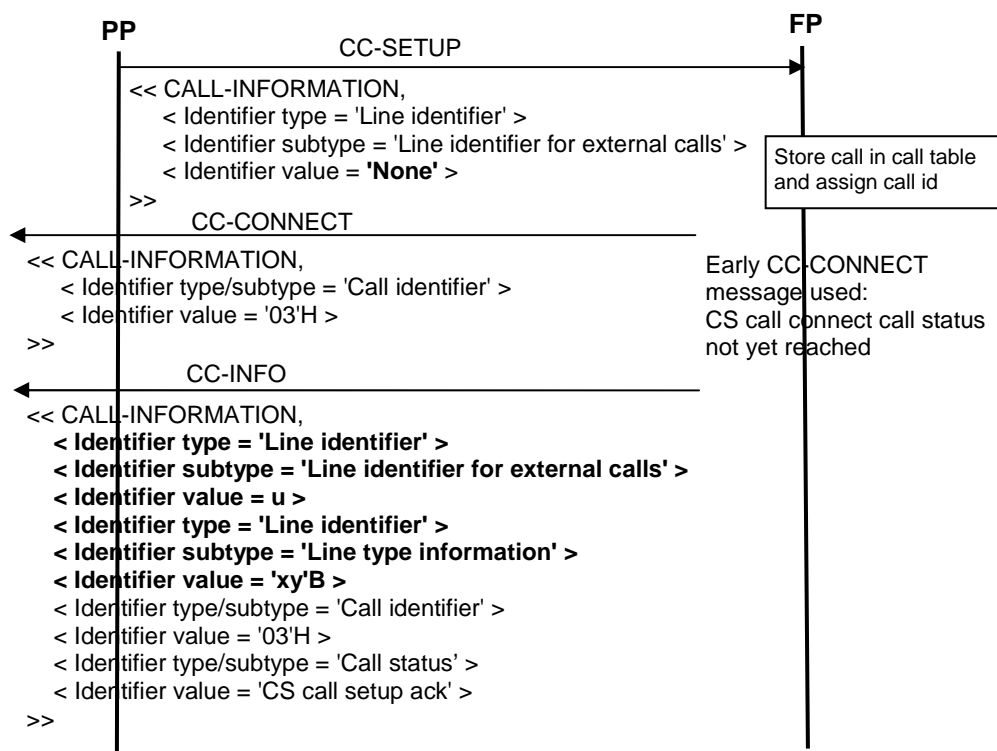 PP
FP
CC-SETUP
<< CALL-INFORMATION,
< Identifier type = 'Line identifier' >
< Identifier subtype = 'Line identifier for external calls' >
< Identifier value = 'None' >
>>
Store call in call table
and assign call id
CC-CONNECT
<< CALL-INFORMATION,
< Identifier type/subtype = 'Call identifier' >
< Identifier value = '03'H >
>>
Early CC-CONNECT
message used:
CS call connect call status
not yet reached
CC-INFO
<< CALL-INFORMATION,
< Identifier type = 'Line identifier' >
< Identifier subtype = 'Line identifier for external calls' >
< Identifier value = u >
< Identifier type = 'Line identifier' >
< Identifier subtype = 'Line type information' >
< Identifier value = 'xy'B >
< Identifier type/subtype = 'Call identifier' >
< Identifier value = '03'H >
< Identifier type/subtype = 'Call status’ >
< Identifier value = 'CS call setup ack' >
>>